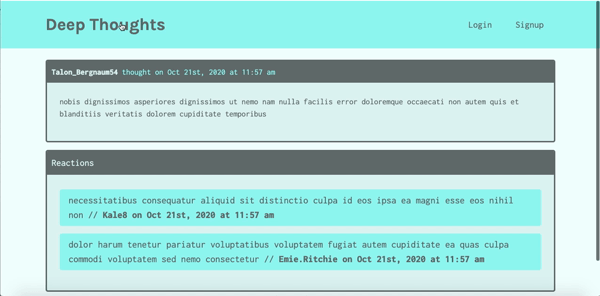 Deep Thoughts
Login
Signup
Talon_Bergnaum54 thought on Oct 21st, 2020 at 11:57 am
nobis dignissimos asperiores dignissimos ut nemo nam nulla facilis error doloremque occaecati non autem quis et
blanditiis veritatis dolorem cupiditate temporibus
Reactions
necessitatibus consequatur aliquid sit distinctio culpa id eos ipsa ea magni esse eos nihil
non // Kale8 on Oct 21st, 2020 at 11:57 am
dolor harum tenetur pariatur voluptatibus voluptatem fugiat autem cupiditate ea quas culpa
commodi voluptatem sed nemo consectetur // Emie.Ritchie on Oct 21st, 2020 at 11:57 am